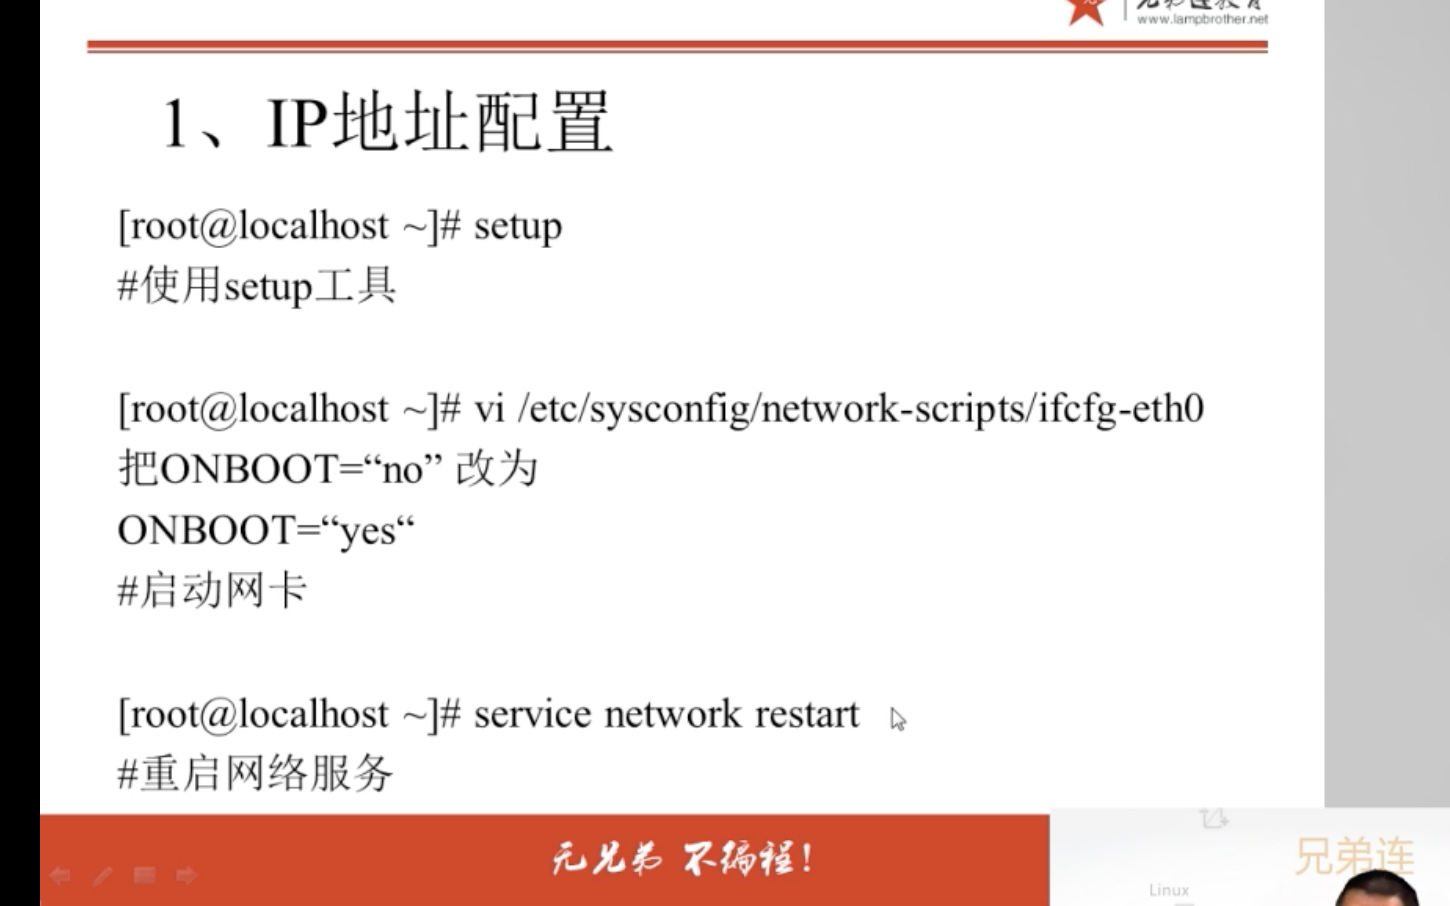 www.lampbrother.net
1、IP地址配置
[root@localhost ~]# setup
#使用setup工具
[root@localhost ~]# vi /etc/sysconfig/network-scripts/ifcfg-eth0
把ONBOOT=“no” 改为
ONBOOT=“yes“
#启动网卡
[root@localhost ~]# service network restart
#重启网络服务
无兄弟 不编程！
兄弟连
Linux